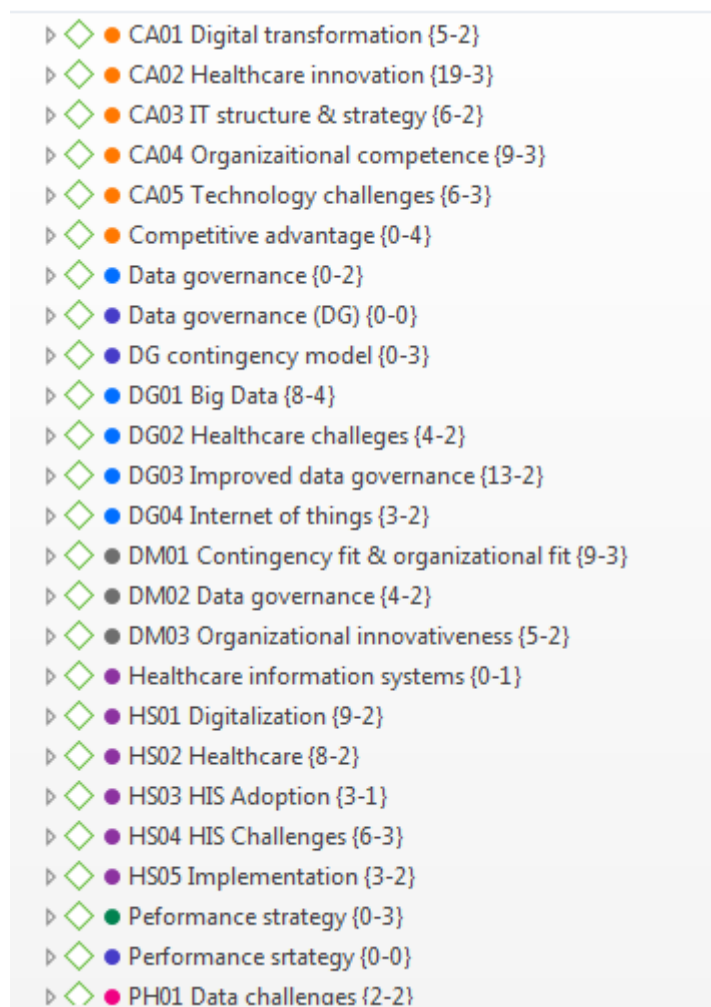 CA01 Digital transformation {5-2}
CA02 Healthcare innovation {19-3}
CA03 IT structure & strategy {6-2}
CA04 Organizaitional competence {9-3}
CA05 Technology challenges {6-3}
Competitive advantage {0-4}
Data governance {0-2}
Data governance (DG) {0-0}
DG contingency model {0-3}
DG01 Big Data {8-4}
DG02 Healthcare challeges {4-2}
DG03 Improved data governance {13-2}
DG04 Internet of things {3-2}
DM01 Contingency fit & organizational fit {9-3}
DM02 Data governance {4-2}
DM03 Organizational innovativeness {5-2}
Healthcare information systems {0-1}
HS01 Digitalization {9-2}
HS02 Healthcare {8-2}
HS03 HIS Adoption {3-1}
HS04 HIS Challenges {6-3}
HS05 Implementation {3-2}
Peformance strategy {0-3}
Performance srtategy {0-0}
PH01 Data challenges {2-2}